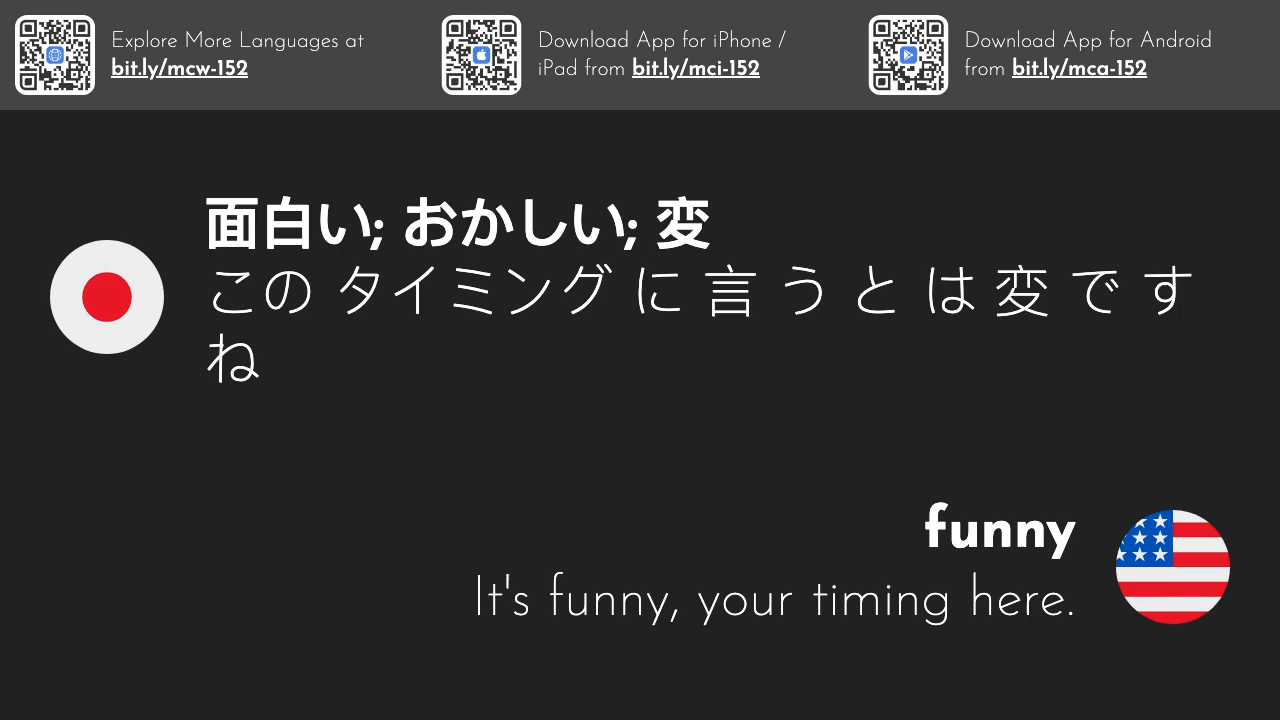 Explore More Languages at
bit.ly/mcw-152
Download App for iPhone /
iPad from bit.ly/mci-152
Download App for Android
from bit.ly/mca-152
面白い; おかしい; 変
この タイミング に 言 う と は 変 で す
ね
funny
It's funny, your timing here.